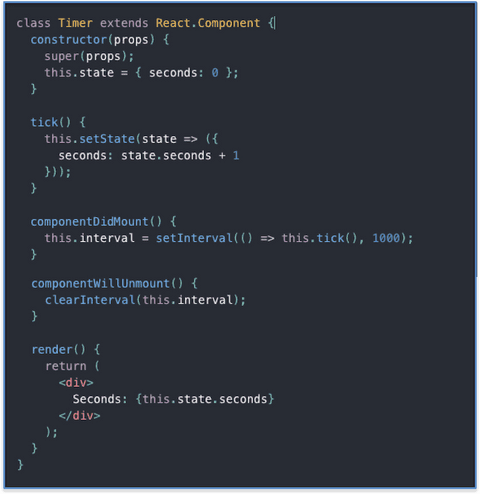 class Timer extends React.Component {
  constructor(props) {
    super(props);
    this.state = { seconds: 0 };
  }

  tick() {
    this.setState(state => ({
      seconds: state.seconds + 1
    }));
  }

  componentDidMount() {
    this.interval = setInterval(() => this.tick(), 1000);
  }

  componentWillUnmount() {
    clearInterval(this.interval);
  }

  render() {
    return (
      <div>
        Seconds: {this.state.seconds}
      </div>
    );
  }
}